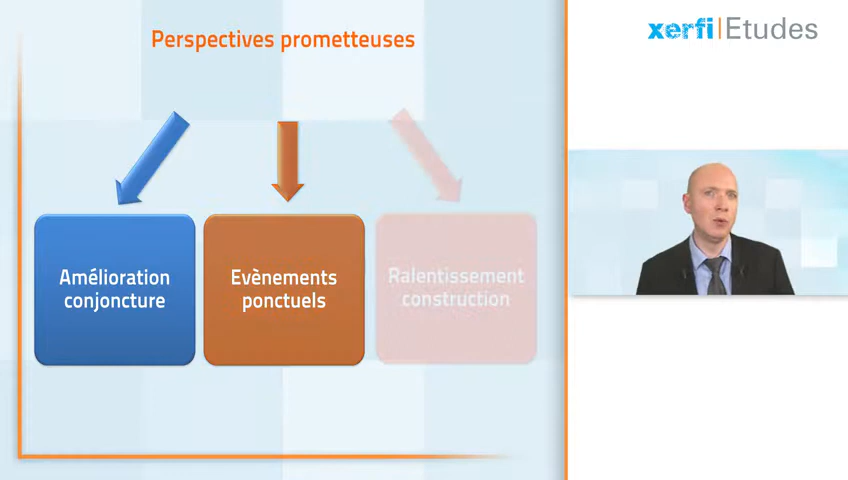 Perspectives prometteuses
xerfi|Etudes
Amélioration
conjoncture
Evènements
ponctuels
Ralentissement
construction